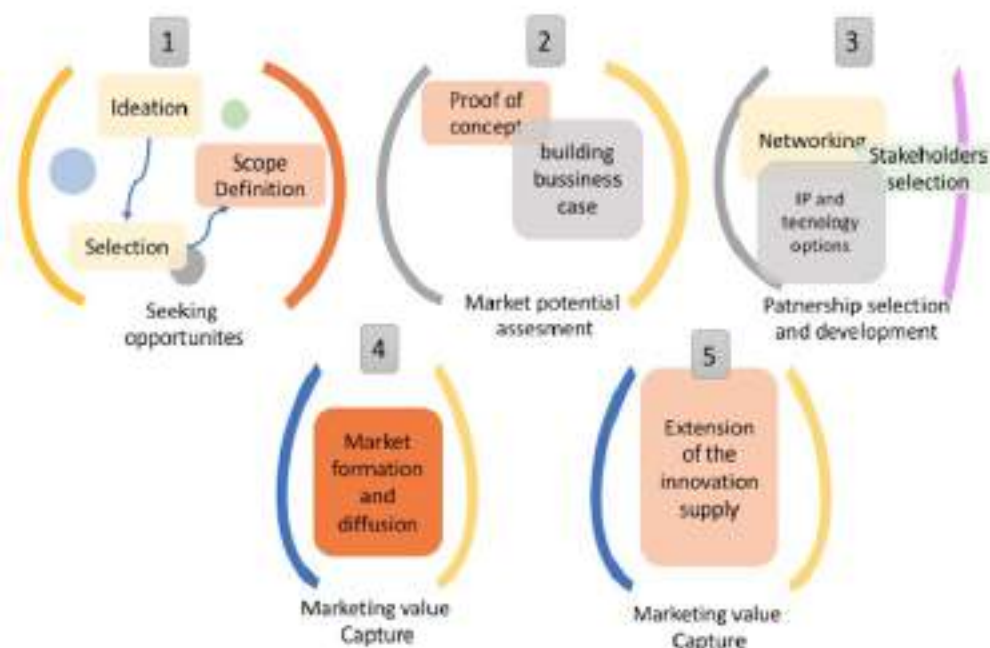 1
Ideation
Scope
Definition
Selection
Seeking
opportunites
2
Proof of
concept
building
bussiness
case
Market potential
assesment
3
Networking
Stakeholders
selection
IP and
tecnology
options
Patnership selection
and development
4
Market
formation
and
diffusion
Marketing value
Capture
5
Extension
of the
innovation
supply
Marketing value
Capture